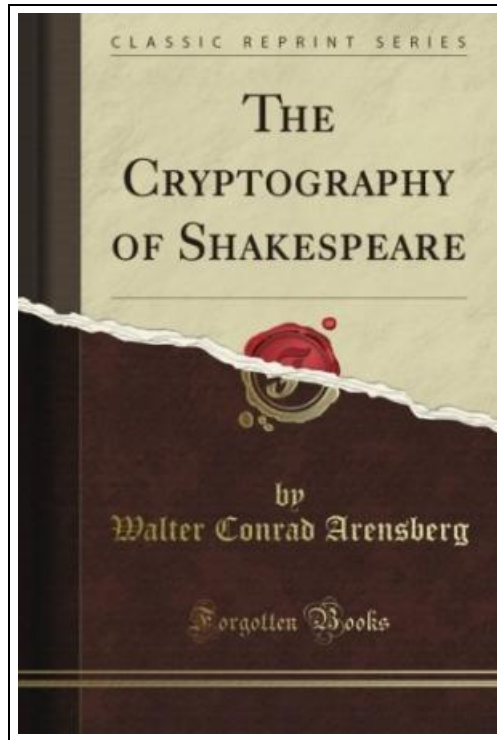 CLASSIC REPRINT SERIES
THE
CRYPTOGRAPHY
OF SHAKESPEARE
by
Walter Conrad Arensberg
Forgotten Books